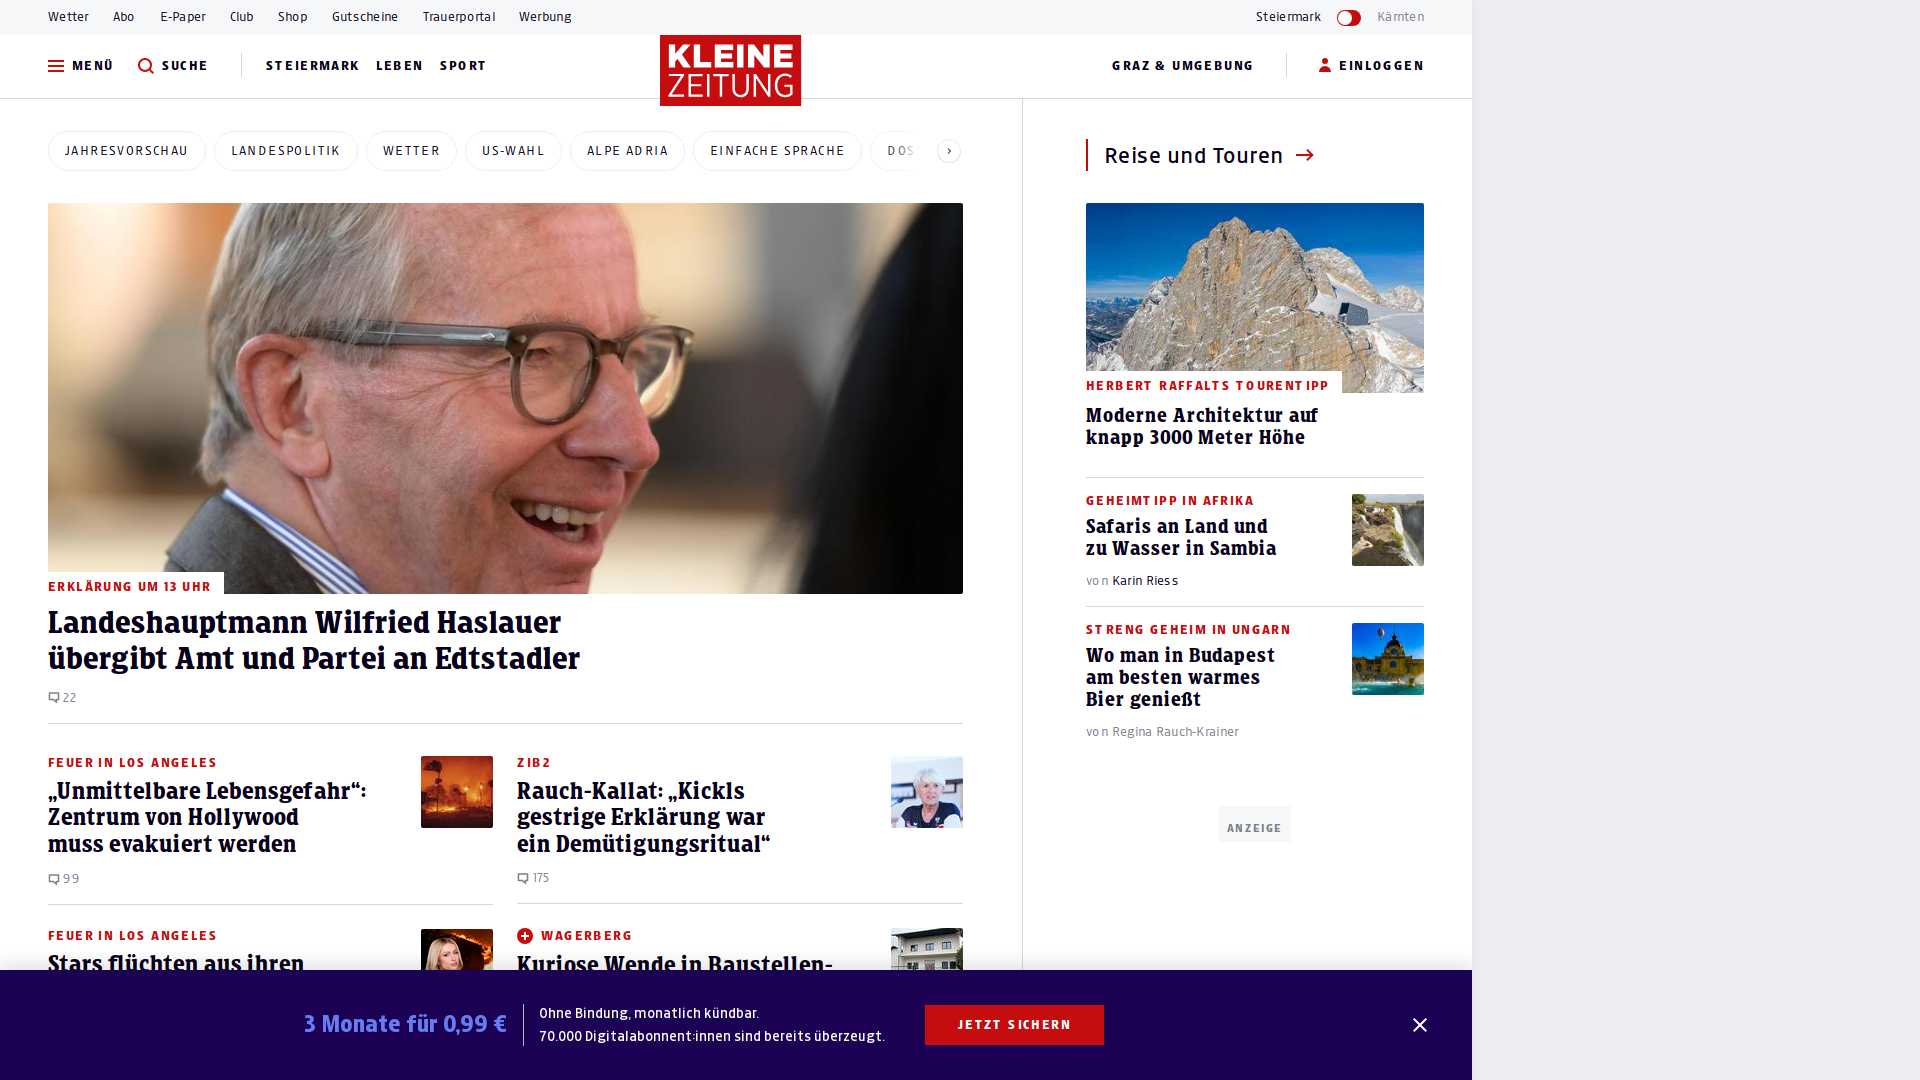 Wetter Abo E-Paper Club Shop Gutscheine Trauerportal Werbung Steiermark Kärnten
MENÜ SUCHE STEIERMARK LEBEN SPORT
KLEINE
ZEITUNG
GRAZ & UMGEBUNG EINLOGGEN
JAHRESVORSCHAU LANDESPOLITIK WETTER US-WAHL ALPE ADRIA EINFACHE SPRACHE DOS
ERKLÄRUNG UM 13 UHR
Landeshauptmann Wilfried Haslauer
übergibt Amt und Partei an Edtstadler
22
FEUER IN LOS ANGELES
„Unmittelbare Lebensgefahr“:
Zentrum von Hollywood
muss evakuiert werden
99
ZIB2
Rauch-Kallat: „Kickls
gestrige Erklärung war
ein Demütigungsritual“
175
FEUER IN LOS ANGELES
Stars flüchten aus ihren
WAGERBERG
Kuriose Wende in Baustellen-
Reise und Touren
HERBERT RAFFALTS TOURENTIPP
Moderne Architektur auf
knapp 3000 Meter Höhe
GEHEIMTIPP IN AFRIKA
Safaris an Land und
zu Wasser in Sambia
von Karin Riess
STRENG GEHEIM IN UNGARN
Wo man in Budapest
am besten warmes
Bier genießt
von Regina Rauch-Krainer
ANZEIGE
3 Monate für 0,99 €
Ohne Bindung, monatlich kündbar.
70.000 Digitalabonnent:innen sind bereits überzeugt.
JETZT SICHERN